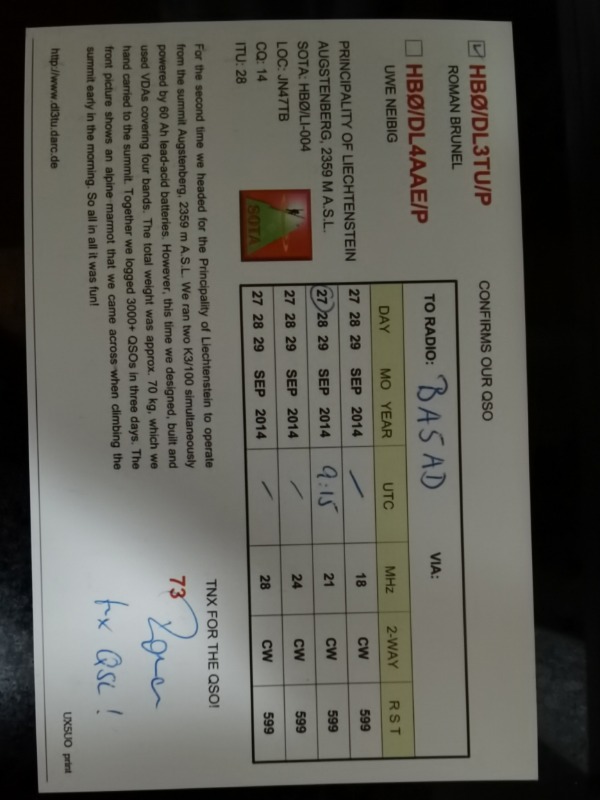 ☑ HBØ/DL3TU/P
ROMAN BRUNEL
☐ HBØ/DL4AAE/P
UWE NEIBIG
PRINCIPALITY OF LIECHTENSTEIN
AUGSTENBERG, 2359 M A.S.L.
SOTA: HBØ/LI-004
LOC: JN47TB
CQ: 14
ITU: 28
SOTA
CONFIRMS OUR QSO
TO RADIO: BA5AD VIA:
DAY MO YEAR UTC MHz 2-WAY R S T
27 28 29 SEP 2014 / 18 CW 599
27 28 29 SEP 2014 9:15 21 CW 599
27 28 29 SEP 2014 / 24 CW 599
27 28 29 SEP 2014 / 28 CW 599
For the second time we headed for the Principality of Liechtenstein to operate
from the summit Augstenberg, 2359 m A.S.L. We ran two K3/100 simultaneously
powered by 60 Ah lead-acid batteries. However, this time we designed, built and
used VDAs covering four bands. The total weight was approx. 70 kg, which we
hand carried to the summit. Together we logged 3000+ QSOs in three days. The
front picture shows an alpine marmot that we came across when climbing the
summit early in the morning. So all in all it was fun!
TNX FOR THE QSO!
73 Roman
tnx QSL !
http://www.dl3tu.darc.de
UX5UO print